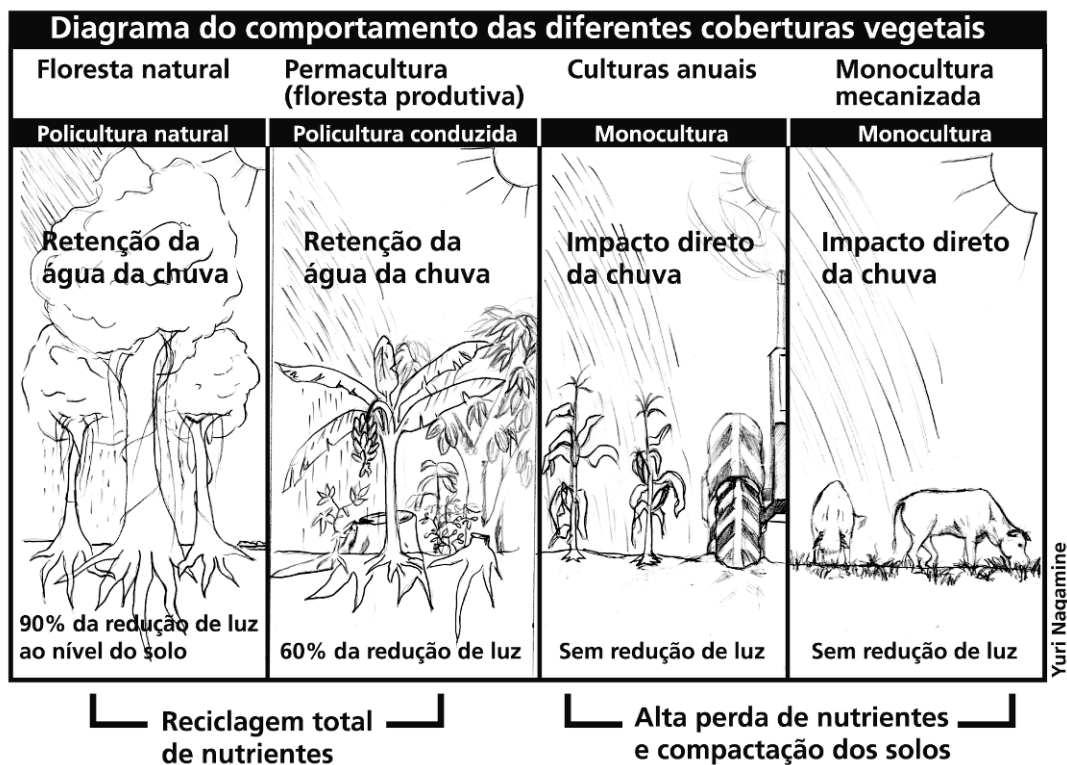 Diagrama do comportamento das diferentes coberturas vegetais
Floresta natural
Permacultura
(floresta produtiva)
Culturas anuais
Monocultura
mecanizada
Policultura natural
Policultura conduzida
Monocultura
Monocultura
Retenção da
água da chuva
Retenção da
água da chuva
Impacto direto
da chuva
Impacto direto
da chuva
90% da redução de luz
ao nível do solo
60% da redução de luz
Sem redução de luz
Sem redução de luz
Reciclagem total
de nutrientes
Alta perda de nutrientes
e compactação dos solos
Yuri Naqamine